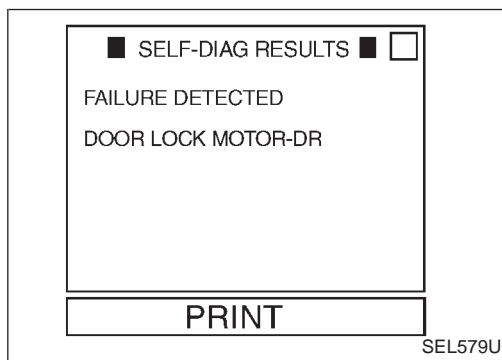 ■ SELF-DIAG RESULTS ■ □
FAILURE DETECTED
DOOR LOCK MOTOR-DR
PRINT
SEL579U